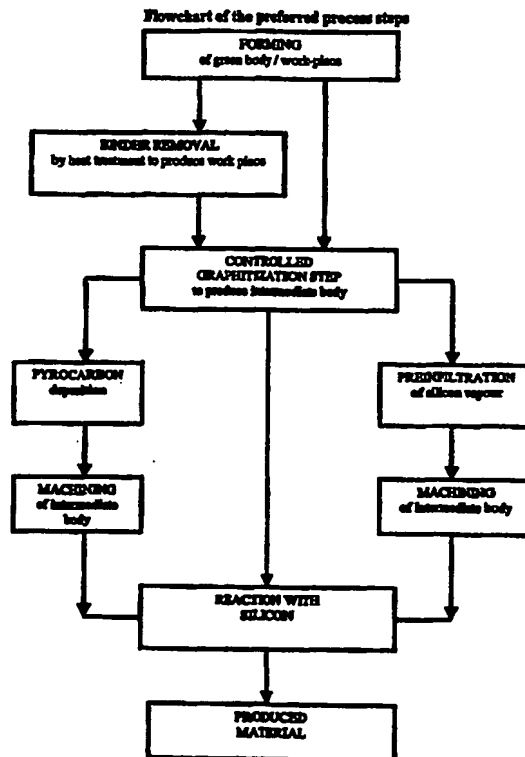 Flowchart of the preferred process steps
FORMING
of green body / work-piece
BINDER REMOVAL
by heat treatment to produce work piece
CONTROLLED
GRAPHITIZATION STEP
to produce intermediate body
PYROCARBON
deposition
PREINFILTRATION
of silicon vapour
MACHINING
of intermediate
body
MACHINING
of intermediate body
REACTION WITH
SILICON
PRODUCED
MATERIAL